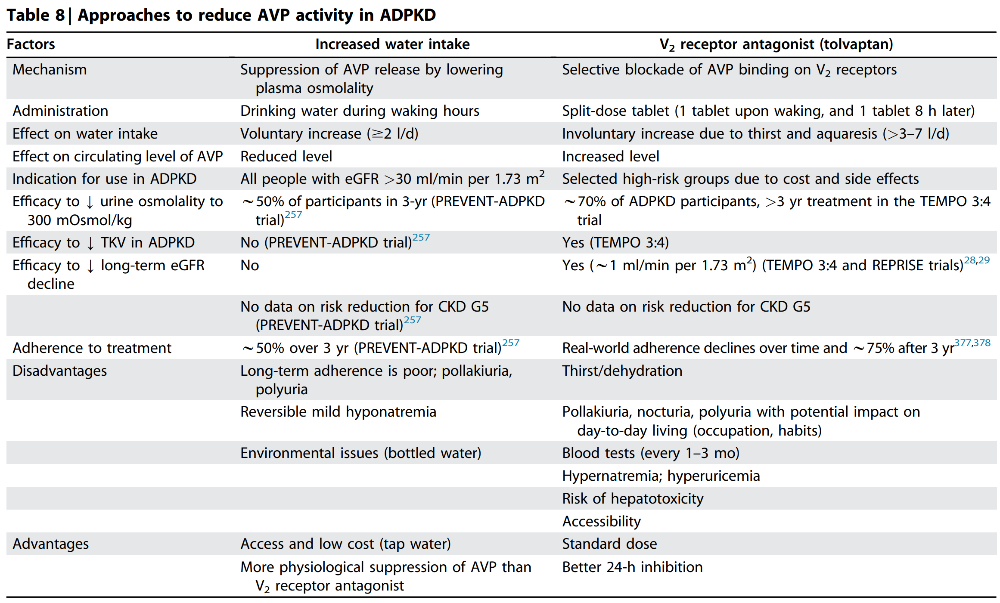 Table 8 | Approaches to reduce AVP activity in ADPKD
Factors Increased water intake V₂ receptor antagonist (tolvaptan)
Mechanism Suppression of AVP release by lowering Selective blockade of AVP binding on V₂ receptors
plasma osmolality
Administration Drinking water during waking hours Split-dose tablet (1 tablet upon waking, and 1 tablet 8 h later)
Effect on water intake Voluntary increase (≥2 l/d) Involuntary increase due to thirst and aquaresis (>3–7 l/d)
Effect on circulating level of AVP Reduced level Increased level
Indication for use in ADPKD All people with eGFR >30 ml/min per 1.73 m² Selected high-risk groups due to cost and side effects
Efficacy to ↓ urine osmolality to ~50% of participants in 3-yr (PREVENT-ADPKD ~70% of ADPKD participants, >3 yr treatment in the TEMPO 3:4
300 mOsmol/kg trial)²⁵⁷ trial
Efficacy to ↓ TKV in ADPKD No (PREVENT-ADPKD trial)²⁵⁷ Yes (TEMPO 3:4)
Efficacy to ↓ long-term eGFR No Yes (~1 ml/min per 1.73 m²) (TEMPO 3:4 and REPRISE trials)²⁸,²⁹
decline
No data on risk reduction for CKD G5 No data on risk reduction for CKD G5
(PREVENT-ADPKD trial)²⁵⁷
Adherence to treatment ~50% over 3 yr (PREVENT-ADPKD trial)²⁵⁷ Real-world adherence declines over time and ~75% after 3 yr³⁷⁷,³⁷⁸
Disadvantages Long-term adherence is poor; pollakiuria, Thirst/dehydration
polyuria
Reversible mild hyponatremia Pollakiuria, nocturia, polyuria with potential impact on
day-to-day living (occupation, habits)
Environmental issues (bottled water) Blood tests (every 1–3 mo)
Hypernatremia; hyperuricemia
Risk of hepatotoxicity
Accessibility
Advantages Access and low cost (tap water) Standard dose
More physiological suppression of AVP than Better 24-h inhibition
V₂ receptor antagonist